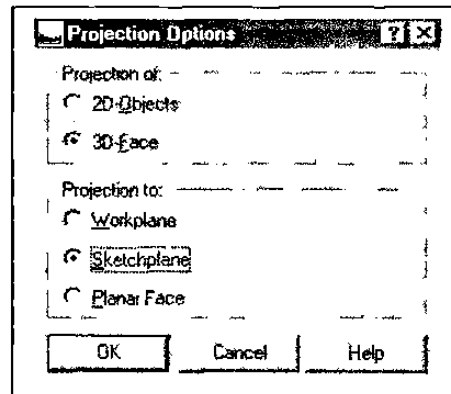 Projection Options
Projection of:
2D-Objects
3D-Face
Projection to:
Workplane
Sketchplane
Planar Face
OK Cancel Help